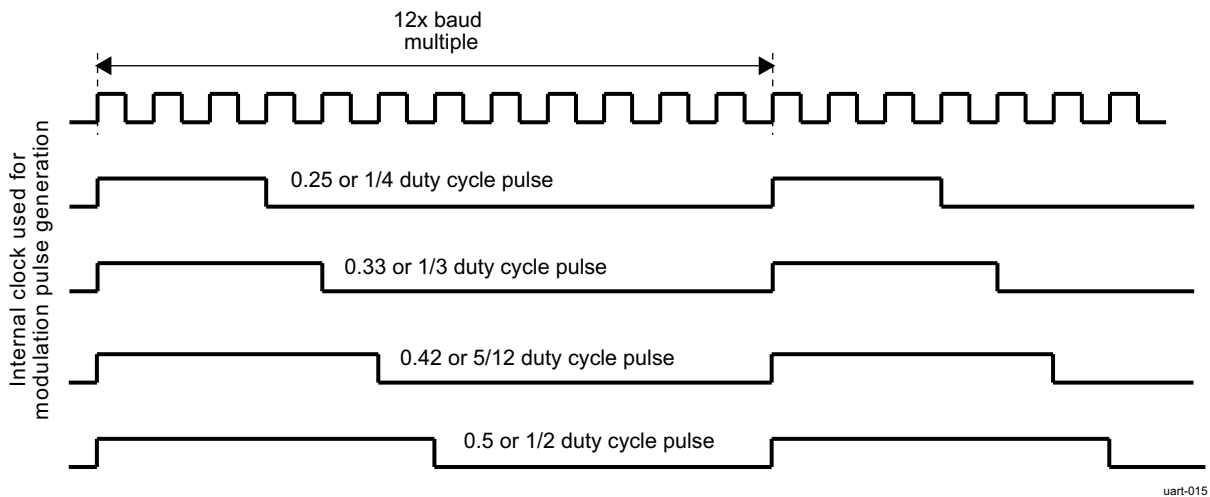 12x baud
multiple
Internal clock used for
modulation pulse generation
0.25 or 1/4 duty cycle pulse
0.33 or 1/3 duty cycle pulse
0.42 or 5/12 duty cycle pulse
0.5 or 1/2 duty cycle pulse
uart-015